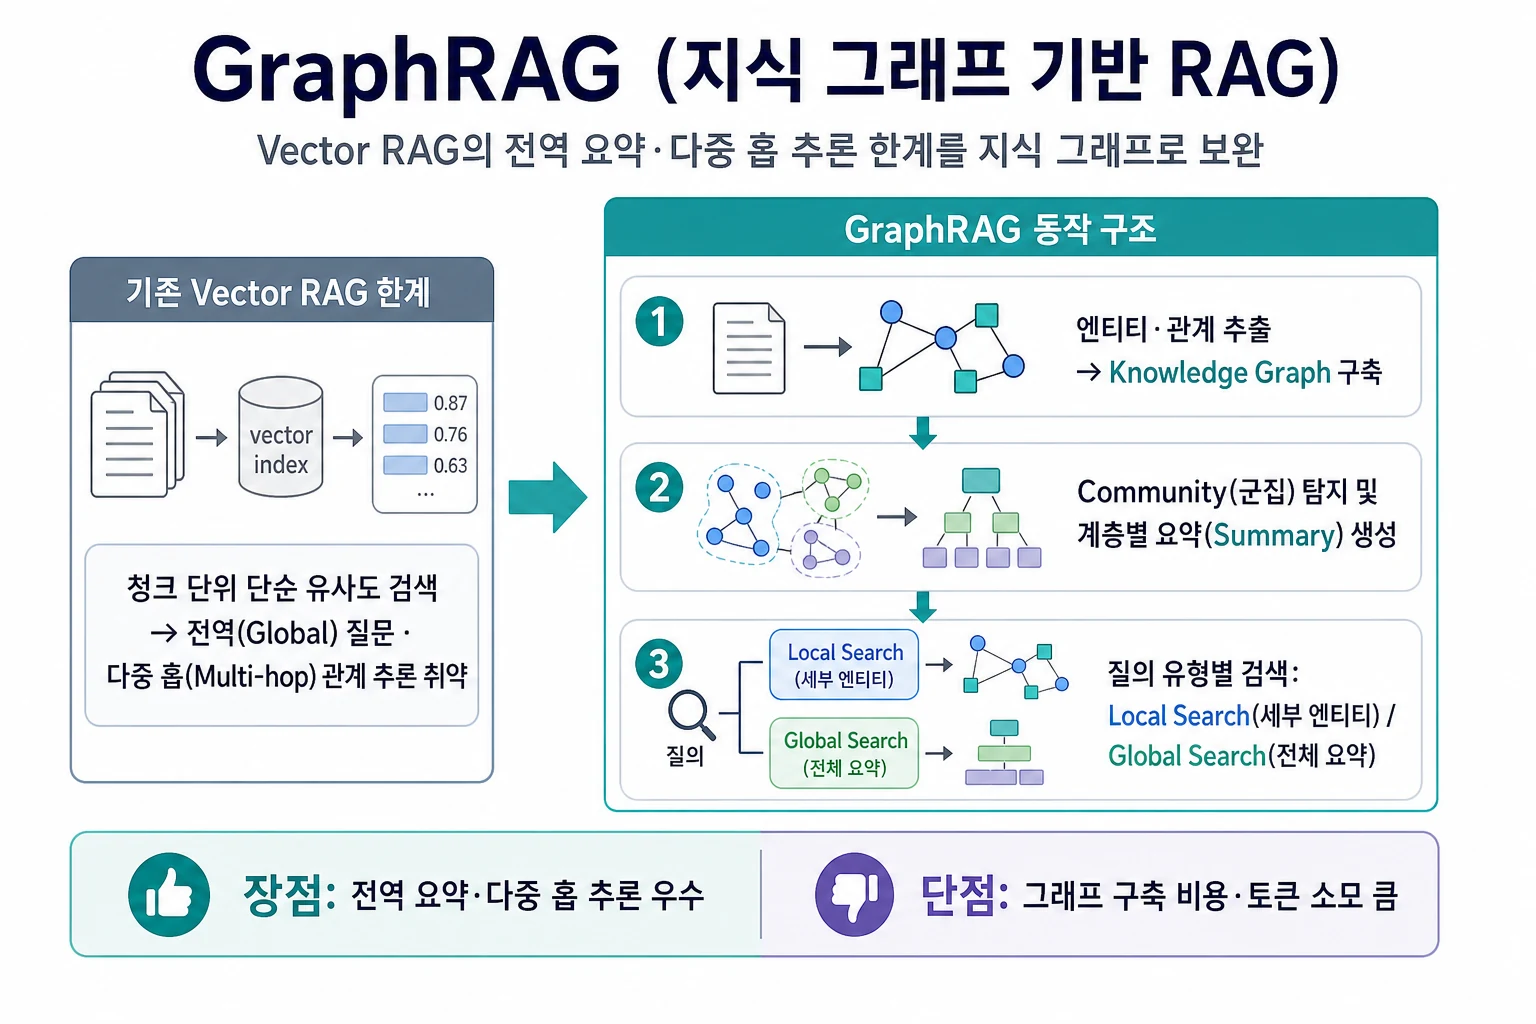 GraphRAG (지식 그래프 기반 RAG)
Vector RAG의 전역 요약·다중 홉 추론 한계를 지식 그래프로 보완
기존 Vector RAG 한계
vector
index
0.87
0.76
0.63
...
청크 단위 단순 유사도 검색
→ 전역(Global) 질문 ·
다중 홉(Multi-hop) 관계 추론 취약
GraphRAG 동작 구조
1
엔티티·관계 추출
→ Knowledge Graph 구축
2
Community(군집) 탐지 및
계층별 요약(Summary) 생성
3
질의
Local Search
(세부 엔티티)
Global Search
(전체 요약)
질의 유형별 검색:
Local Search(세부 엔티티) /
Global Search(전체 요약)
장점: 전역 요약·다중 홉 추론 우수
단점: 그래프 구축 비용·토큰 소모 큼